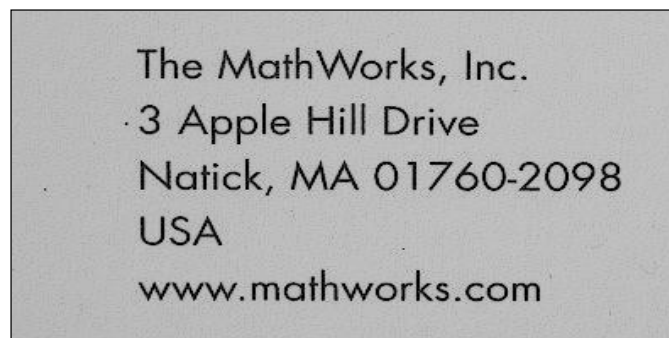 The MathWorks, Inc.
3 Apple Hill Drive
Natick, MA 01760-2098
USA
www.mathworks.com